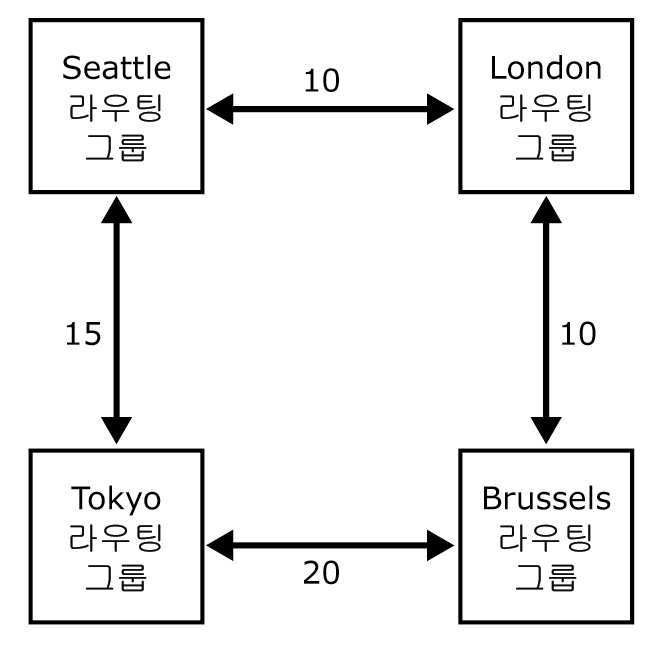 Seattle
라우팅
그룹
10
London
라우팅
그룹
15
10
Tokyo
라우팅
그룹
20
Brussels
라우팅
그룹